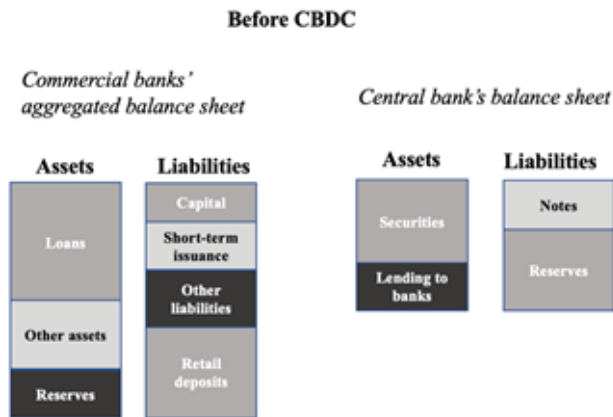 Before CBDC
Commercial banks’
aggregated balance sheet
Assets
Liabilities
Loans
Other assets
Reserves
Capital
Short-term
issuance
Other
liabilities
Retail
deposits
Central bank’s balance sheet
Assets
Liabilities
Securities
Lending to
banks
Notes
Reserves